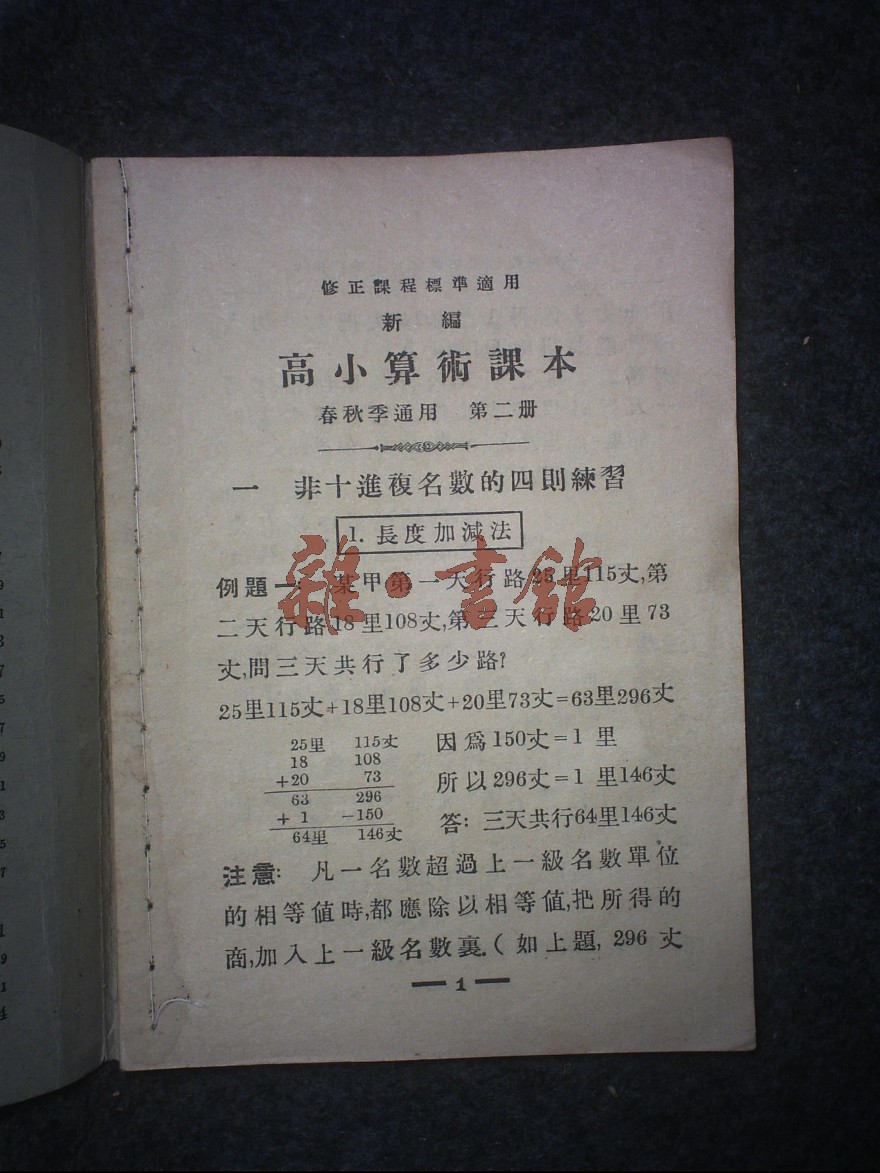 修正課程標準適用
新編
高小算術課本
春秋季通用 第二册
一 非十進複名數的四則練習
1. 長度加減法
例題一: 某甲第一天行路25里115丈,第
二天行路18里108丈,第三天行路20里73
丈,問三天共行了多少路?
25里115丈+18里108丈+20里73丈=63里296丈
25里 115丈 因爲150丈=1里
18 108
+20 73 所以296丈=1里146丈
63 296
+ 1 -150 答: 三天共行64里146丈
64里 146丈
注意: 凡一名數超過上一級名數單位
的相等值時,都應除以相等值,把所得的
商,加入上一級名數裏.(如上題, 296丈
1
雜·書館